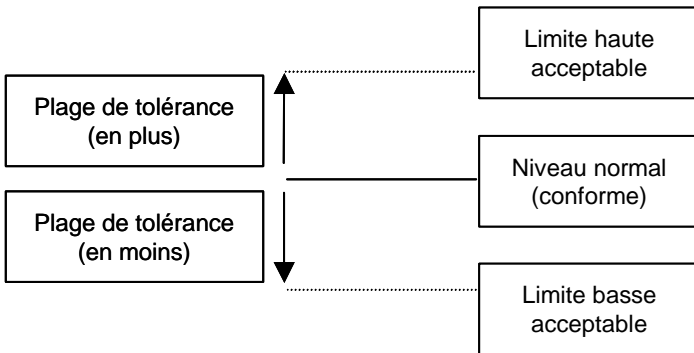 Limite haute
acceptable
Plage de tolérance
(en plus)
Niveau normal
(conforme)
Plage de tolérance
(en moins)
Limite basse
acceptable